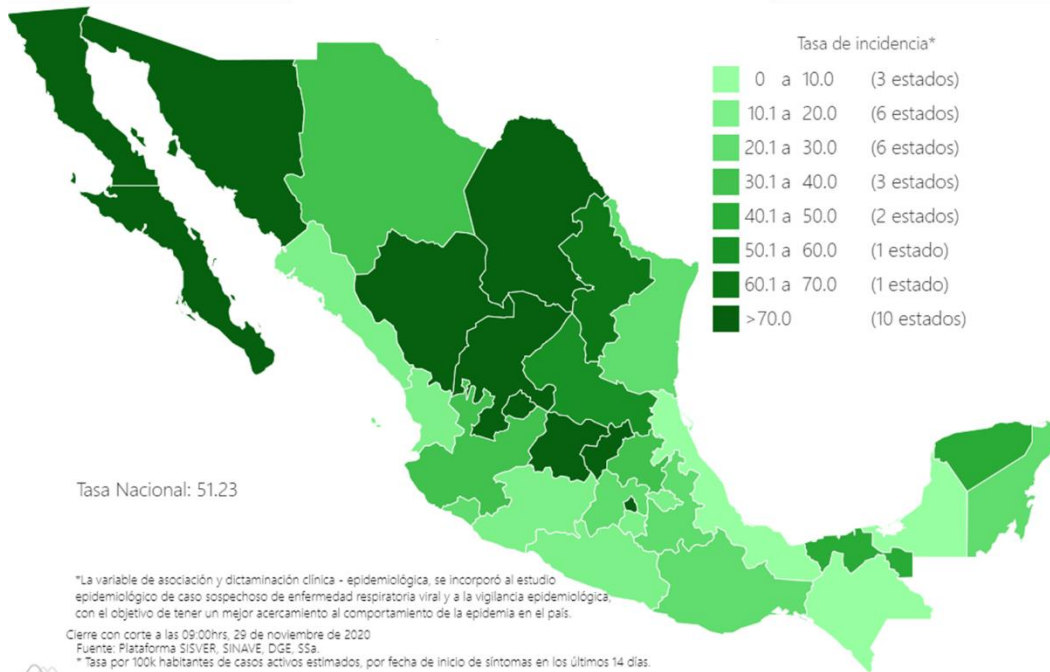 Tasa de incidencia*
0 a 10.0 (3 estados)
10.1 a 20.0 (6 estados)
20.1 a 30.0 (6 estados)
30.1 a 40.0 (3 estados)
40.1 a 50.0 (2 estados)
50.1 a 60.0 (1 estado)
60.1 a 70.0 (1 estado)
>70.0 (10 estados)
Tasa Nacional: 51.23
*La variable de asociación y dictaminación clínica - epidemiológica, se incorporó al estudio
epidemiológico de caso sospechoso de enfermedad respiratoria viral y a la vigilancia epidemiológica,
con el objetivo de tener un mejor acercamiento al comportamiento de la epidemia en el país.
Cierre con corte a las 09:00hrs, 29 de noviembre de 2020
Fuente: Plataforma SISVER, SINAVE, DGE, SSa.
* Tasa por 100k habitantes de casos activos estimados, por fecha de inicio de síntomas en los últimos 14 días.